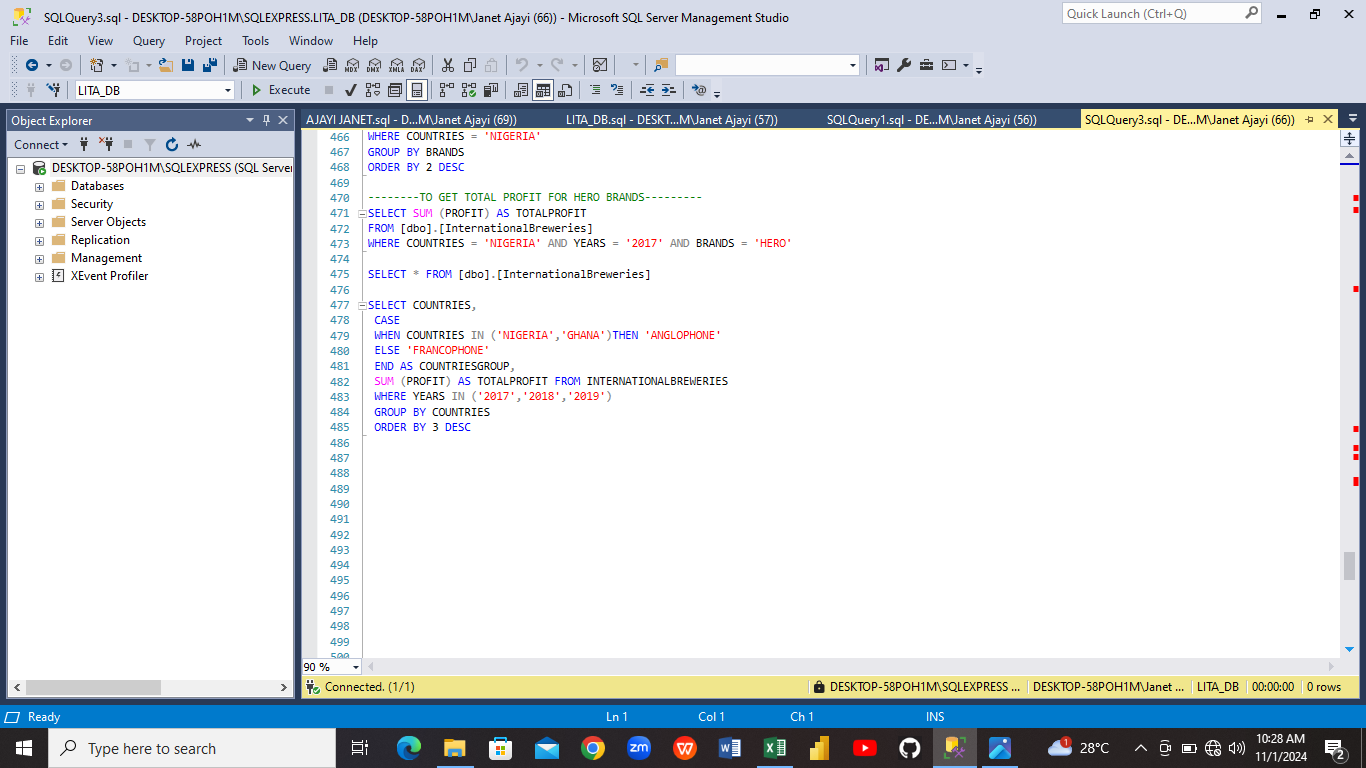 SQLQuery3.sql - DESKTOP-58POH1M\SQLEXPRESS.LITA_DB (DESKTOP-58POH1M\Janet Ajayi (66)) - Microsoft SQL Server Management Studio
Quick Launch (Ctrl+Q)
File Edit View Query Project Tools Window Help
New Query MDX DMX XMLA DAX
LITA_DB Execute
Object Explorer
Connect
DESKTOP-58POH1M\SQLEXPRESS (SQL Server
Databases
Security
Server Objects
Replication
Management
XEvent Profiler
AJAYI JANET.sql - D...M\Janet Ajayi (69)) LITA_DB.sql - DESKT...M\Janet Ajayi (57)) SQLQuery1.sql - DE...M\Janet Ajayi (56)) SQLQuery3.sql - DE...M\Janet Ajayi (66))
466 WHERE COUNTRIES = 'NIGERIA'
467 GROUP BY BRANDS
468 ORDER BY 2 DESC
469
470 --------TO GET TOTAL PROFIT FOR HERO BRANDS---------
471 SELECT SUM (PROFIT) AS TOTALPROFIT
472 FROM [dbo].[InternationalBreweries]
473 WHERE COUNTRIES = 'NIGERIA' AND YEARS = '2017' AND BRANDS = 'HERO'
474
475 SELECT * FROM [dbo].[InternationalBreweries]
476
477 SELECT COUNTRIES,
478 CASE
479 WHEN COUNTRIES IN ('NIGERIA','GHANA')THEN 'ANGLOPHONE'
480 ELSE 'FRANCOPHONE'
481 END AS COUNTRIESGROUP,
482 SUM (PROFIT) AS TOTALPROFIT FROM INTERNATIONALBREWERIES
483 WHERE YEARS IN ('2017','2018','2019')
484 GROUP BY COUNTRIES
485 ORDER BY 3 DESC
486
487
488
489
490
491
492
493
494
495
496
497
498
499
500
90 %
Connected. (1/1) DESKTOP-58POH1M\SQLEXPRESS ... DESKTOP-58POH1M\Janet ... LITA_DB 00:00:00 0 rows
Ready Ln 1 Col 1 Ch 1 INS
Type here to search
zm
1
28°C
10:28 AM
11/1/2024
2